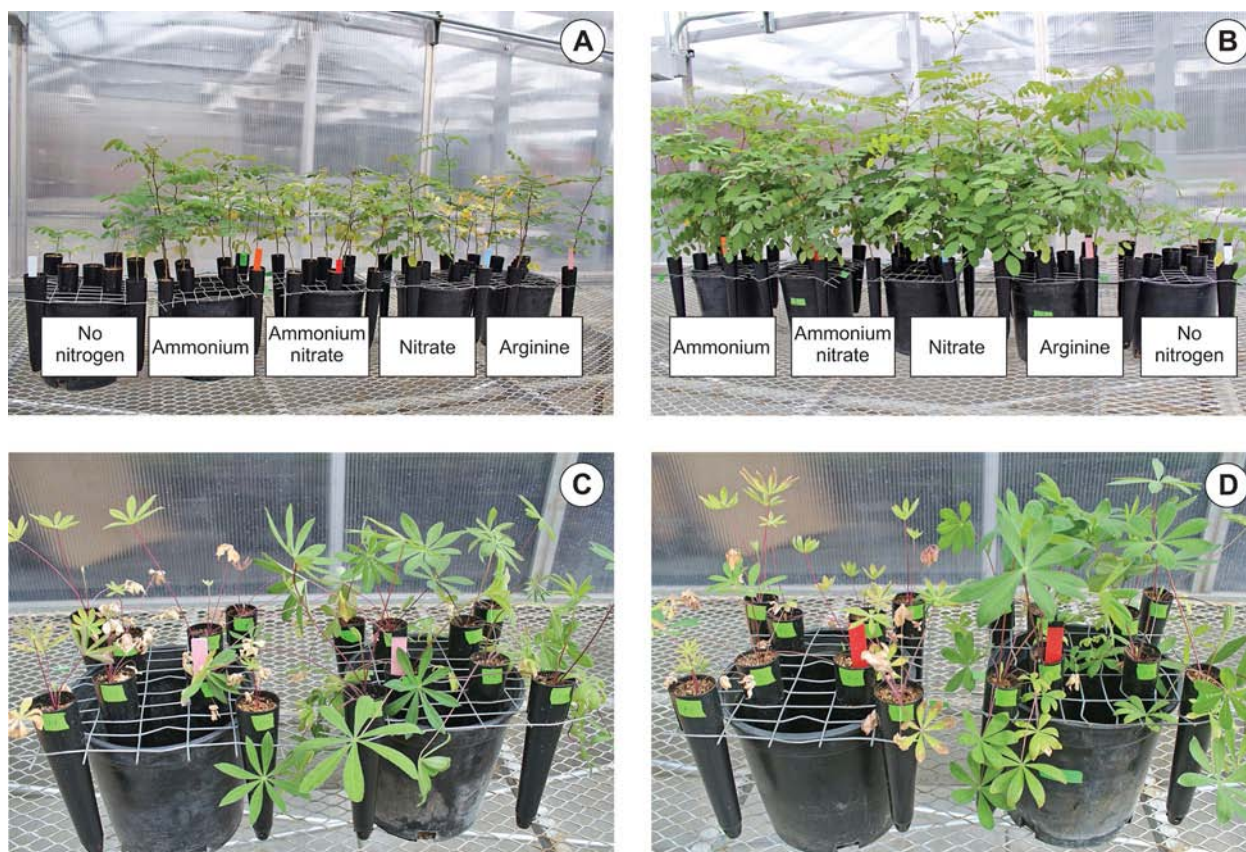 A
No
nitrogen
Ammonium
Ammonium
nitrate
Nitrate
Arginine
B
Ammonium
Ammonium
nitrate
Nitrate
Arginine
No
nitrogen
C
D